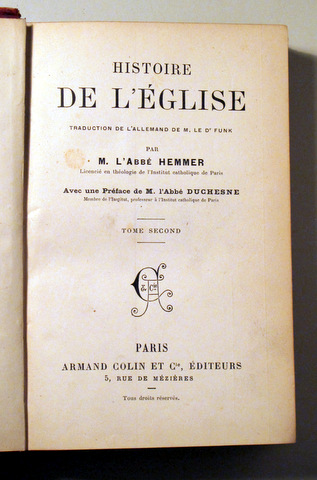 HISTOIRE
DE L'ÉGLISE
TRADUCTION DE L'ALLEMAND DE M. LE Dr FUNK
PAR
M. L'ABBÉ HEMMER
Licencié en théologie de l'Institut catholique de Paris
Avec une Préface de M. l'Abbé DUCHESNE
Membre de l'Institut, professeur à l'Institut catholique de Paris
TOME SECOND
A C
& Cie
PARIS
ARMAND COLIN ET Cie, ÉDITEURS
5, RUE DE MÉZIÈRES
Tous droits réservés.